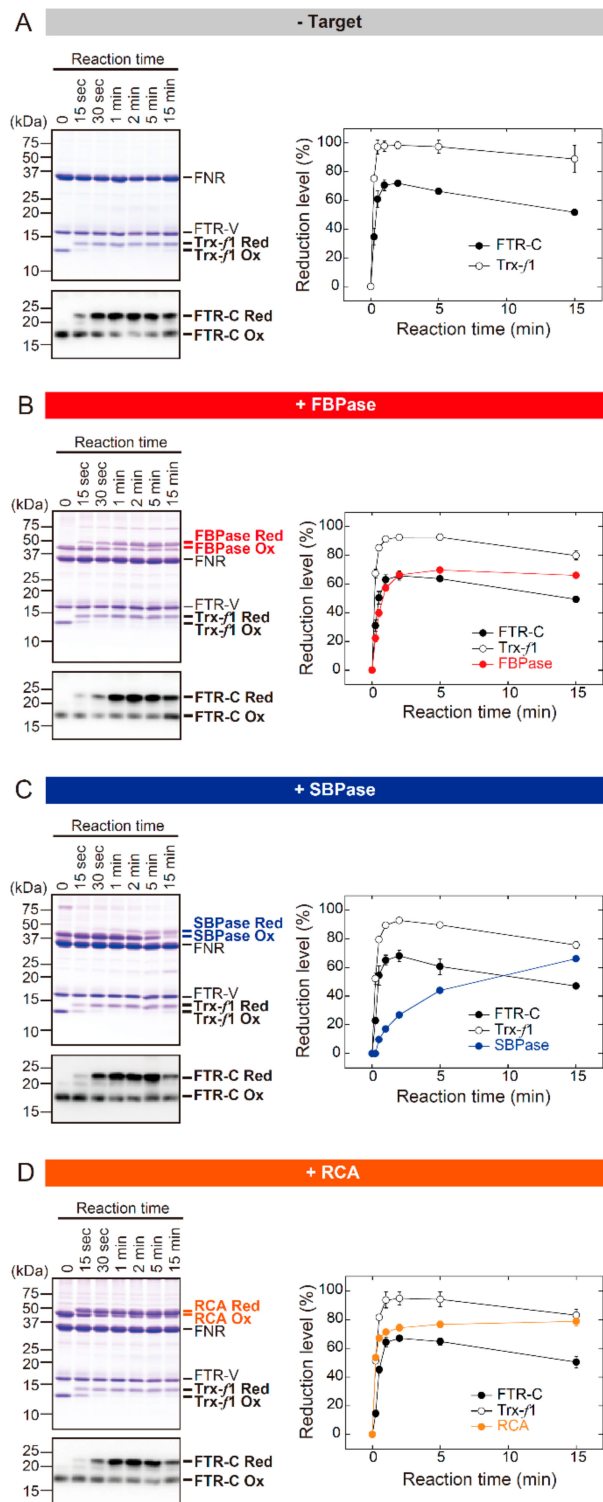 A
- Target
Reaction time
0 15 sec 30 sec 1 min 2 min 5 min 15 min
(kDa)
75
50
37
25
20
15
10
FNR
FTR-V
Trx-f1 Red
Trx-f1 Ox
25
20
15
FTR-C Red
FTR-C Ox
Reduction level (%)
100
80
60
40
20
0
FTR-C
Trx-f1
0 5 10 15
Reaction time (min)
B
+ FBPase
Reaction time
0 15 sec 30 sec 1 min 2 min 5 min 15 min
(kDa)
75
50
37
25
20
15
10
FBPase Red
FBPase Ox
FNR
FTR-V
Trx-f1 Red
Trx-f1 Ox
25
20
15
FTR-C Red
FTR-C Ox
Reduction level (%)
100
80
60
40
20
0
FTR-C
Trx-f1
FBPase
0 5 10 15
Reaction time (min)
C
+ SBPase
Reaction time
0 15 sec 30 sec 1 min 2 min 5 min 15 min
(kDa)
75
50
37
25
20
15
10
SBPase Red
SBPase Ox
FNR
FTR-V
Trx-f1 Red
Trx-f1 Ox
25
20
15
FTR-C Red
FTR-C Ox
Reduction level (%)
100
80
60
40
20
0
FTR-C
Trx-f1
SBPase
0 5 10 15
Reaction time (min)
D
+ RCA
Reaction time
0 15 sec 30 sec 1 min 2 min 5 min 15 min
(kDa)
75
50
37
25
20
15
10
RCA Red
RCA Ox
FNR
FTR-V
Trx-f1 Red
Trx-f1 Ox
25
20
15
FTR-C Red
FTR-C Ox
Reduction level (%)
100
80
60
40
20
0
FTR-C
Trx-f1
RCA
0 5 10 15
Reaction time (min)